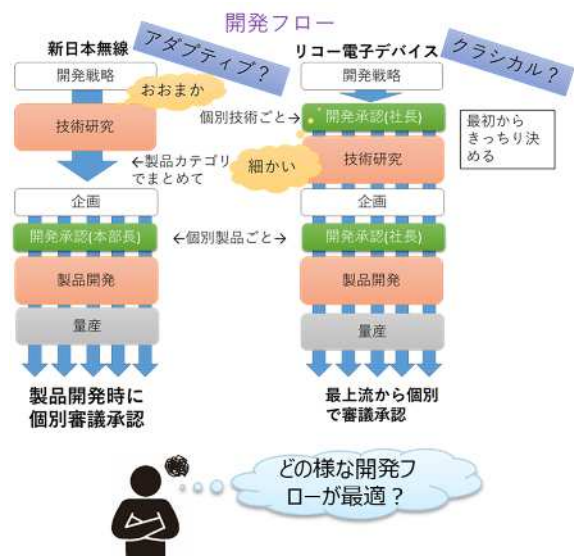 開発フロー
新日本無線
アダプティブ？
開発戦略
おおまか
技術研究
←製品カテゴリ
でまとめて
企画
開発承認(本部長)
←個別製品ごと→
製品開発
量産
製品開発時に
個別審議承認
リコー電子デバイス
クラシカル？
開発戦略
個別技術ごと→
開発承認(社長)
最初から
きっちり決
める
細かい
技術研究
企画
開発承認(社長)
製品開発
量産
最上流から個別
で審議承認
どの様な開発フ
ローが最適？